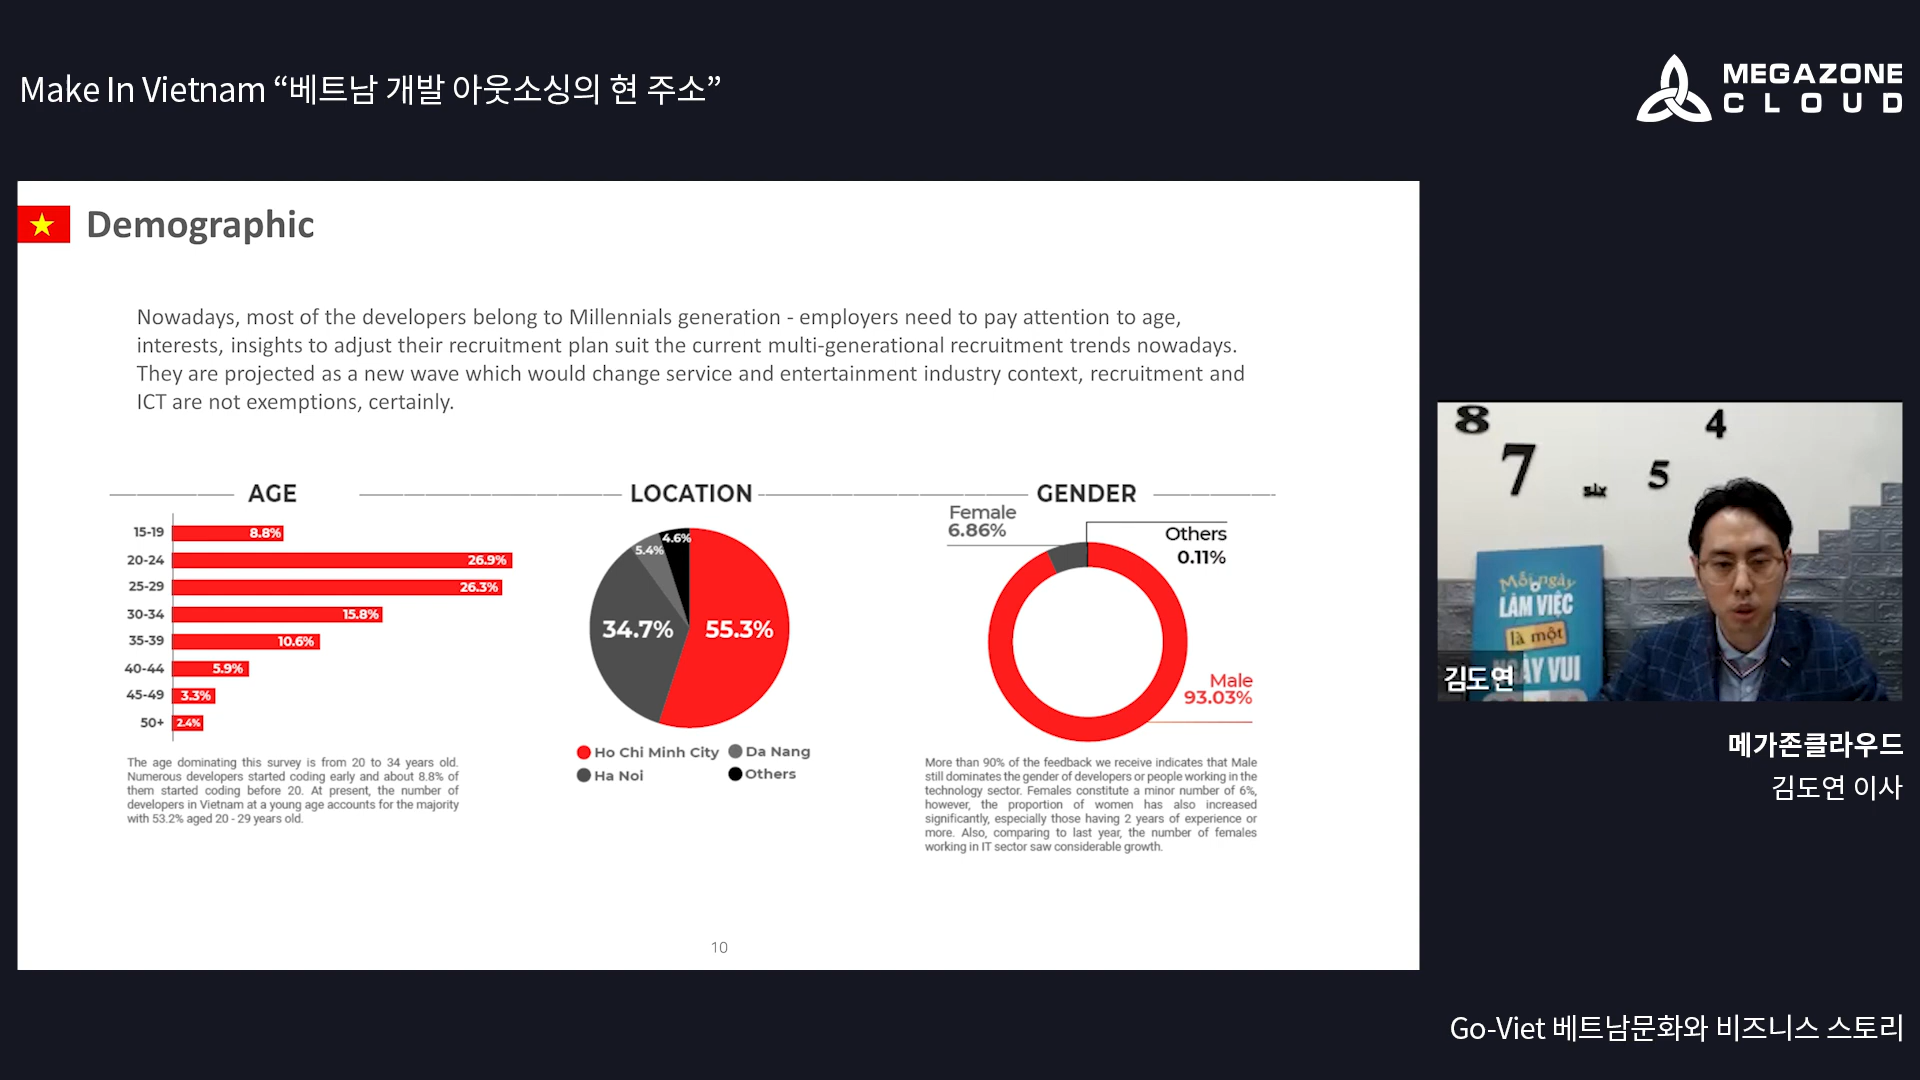 Make In Vietnam “베트남 개발 아웃소싱의 현 주소”
MEGAZONE
CLOUD
Demographic
Nowadays, most of the developers belong to Millennials generation - employers need to pay attention to age,
interests, insights to adjust their recruitment plan suit the current multi-generational recruitment trends nowadays.
They are projected as a new wave which would change service and entertainment industry context, recruitment and
ICT are not exemptions, certainly.
AGE
15-19 8.8%
20-24 26.9%
25-29 26.3%
30-34 15.8%
35-39 10.6%
40-44 5.9%
45-49 3.3%
50+ 2.4%
The age dominating this survey is from 20 to 34 years old.
Numerous developers started coding early and about 8.8% of
them started coding before 20. At present, the number of
developers in Vietnam at a young age accounts for the majority
with 53.2% aged 20 - 29 years old.
LOCATION
4.6%
5.4%
34.7% 55.3%
Ho Chi Minh City Da Nang
Ha Noi Others
GENDER
Female
6.86%
Others
0.11%
Male
93.03%
More than 90% of the feedback we receive indicates that Male
still dominates the gender of developers or people working in the
technology sector. Females constitute a minor number of 6%,
however, the proportion of women has also increased
significantly, especially those having 2 years of experience or
more. Also, comparing to last year, the number of females
working in IT sector saw considerable growth.
10
8
4
7
5
six
Mỗi ngày
LÀM VIỆC
là một
NGÀY VUI
김도연
메가존클라우드
김도연 이사
Go-Viet 베트남문화와 비즈니스 스토리